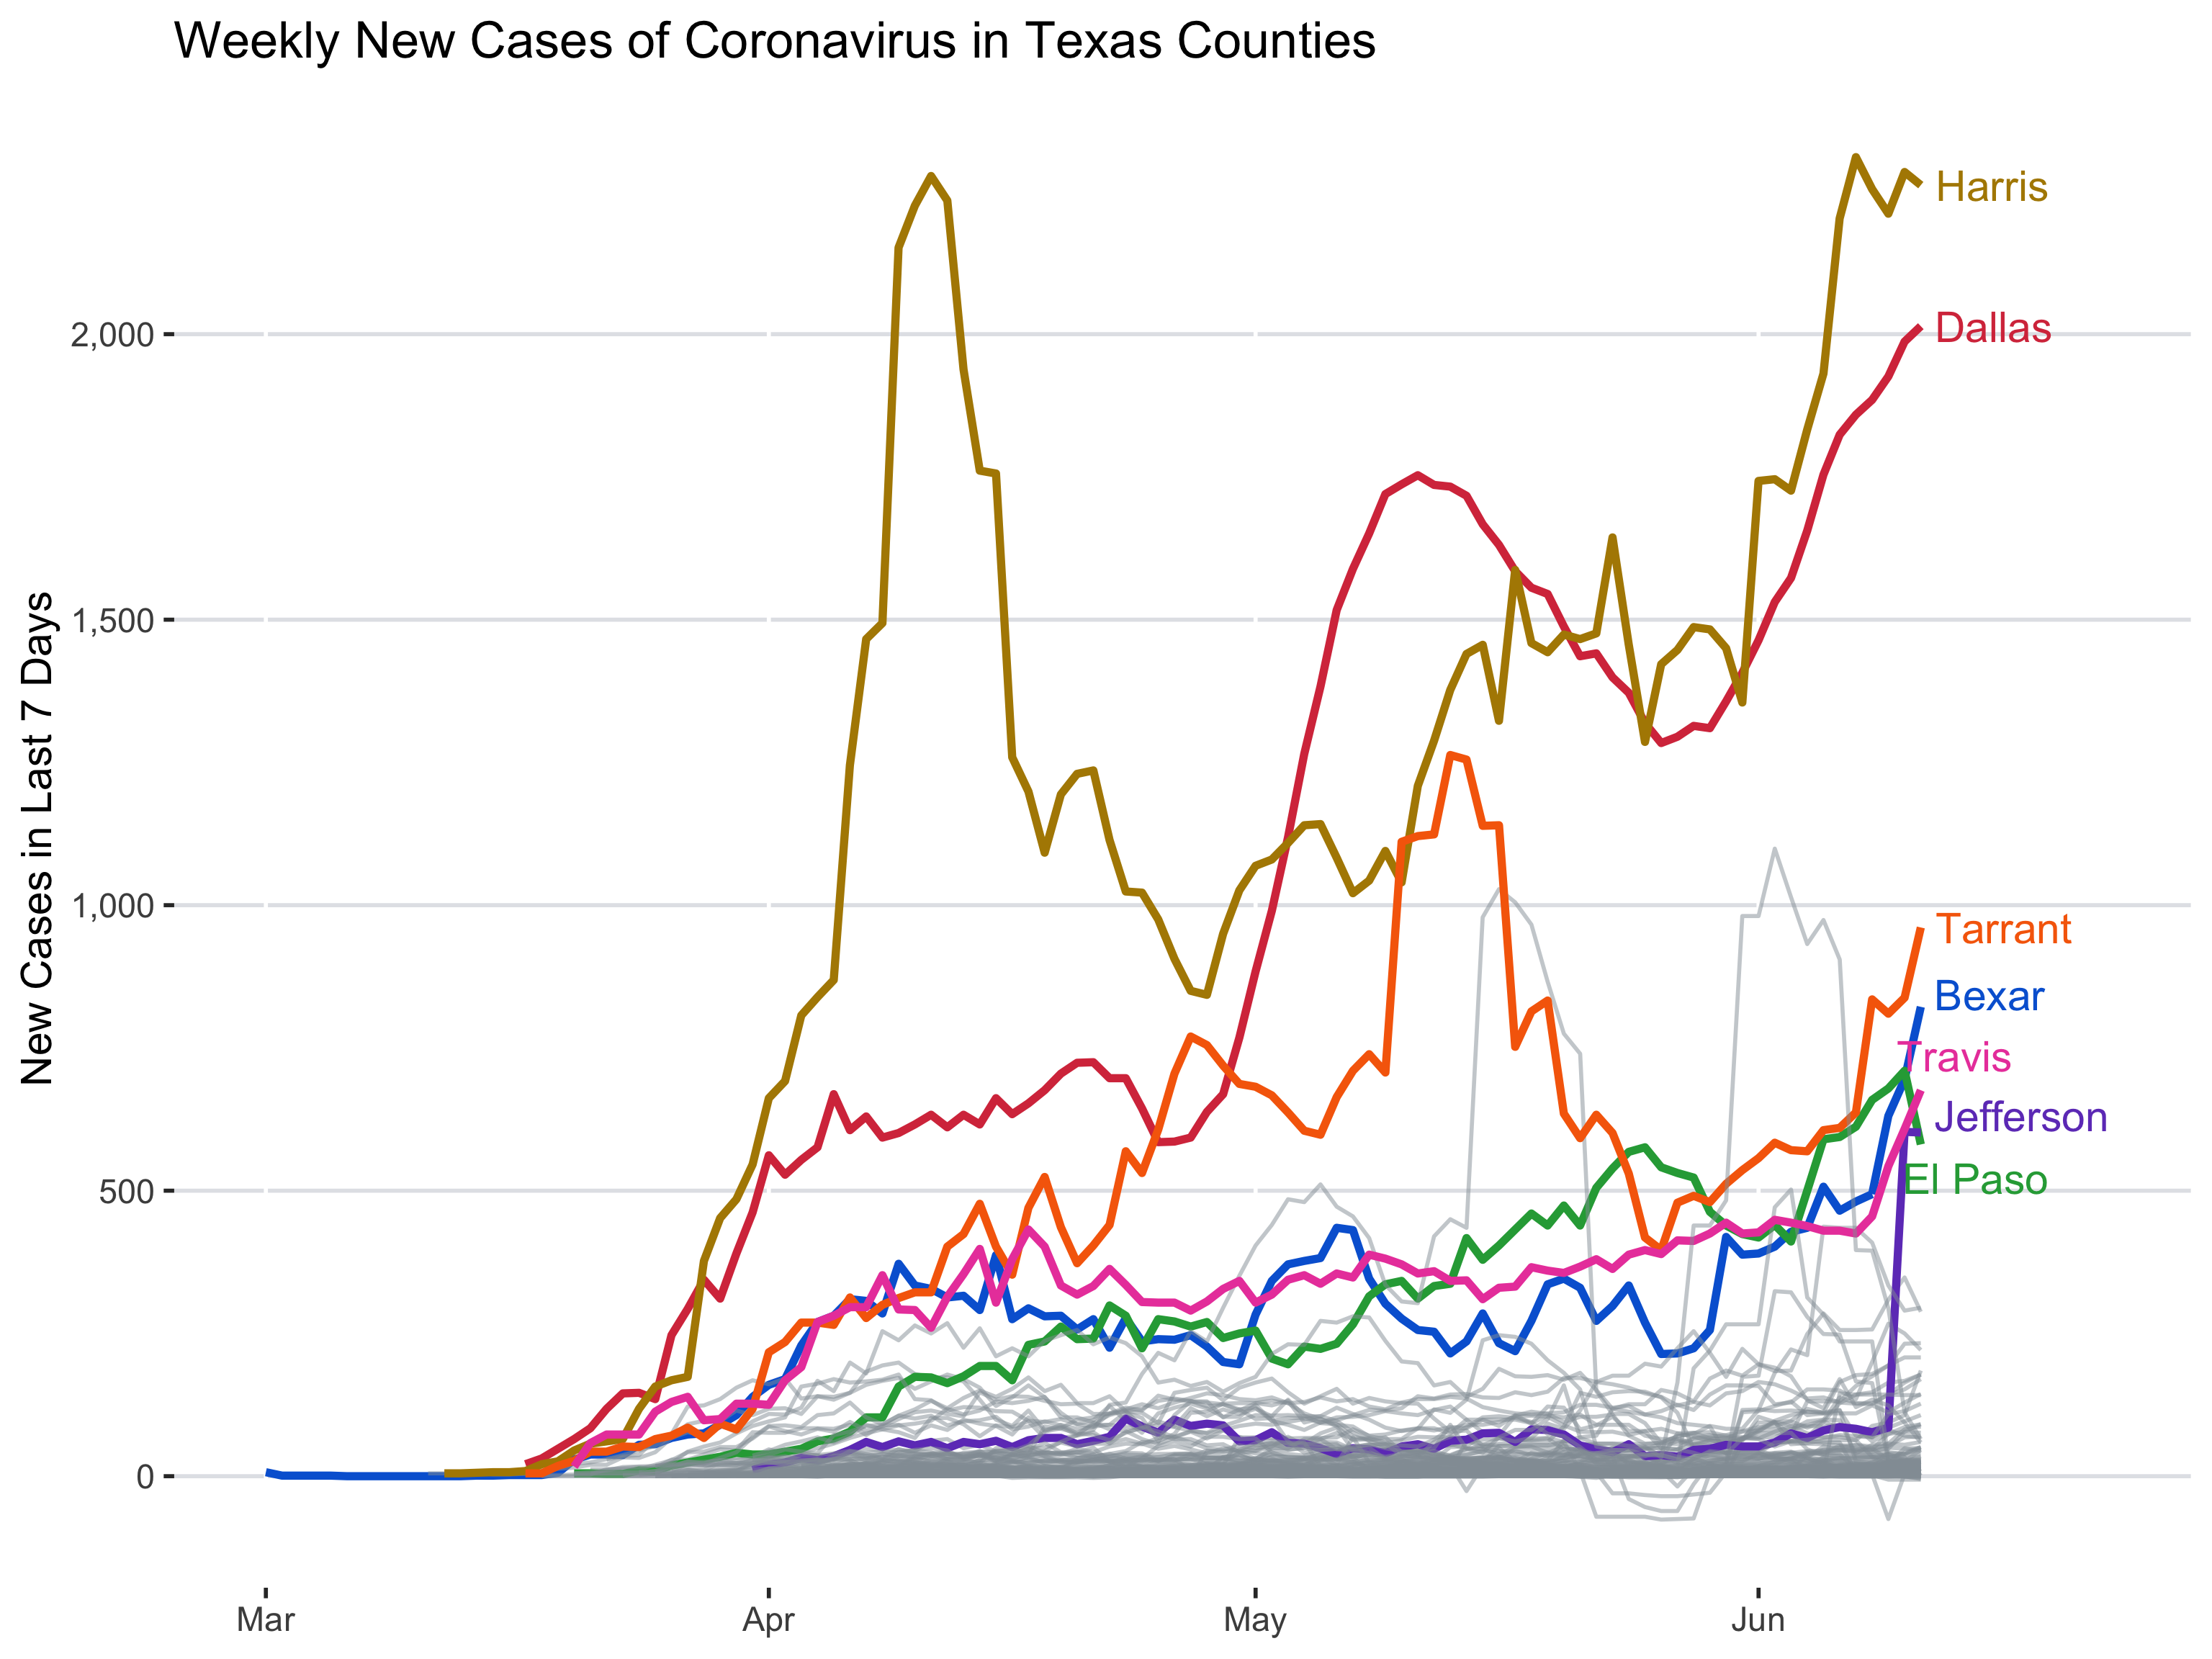 Weekly New Cases of Coronavirus in Texas Counties
New Cases in Last 7 Days
2,000
1,500
1,000
500
0
Mar
Apr
May
Jun
Harris
Dallas
Tarrant
Bexar
Travis
Jefferson
El Paso